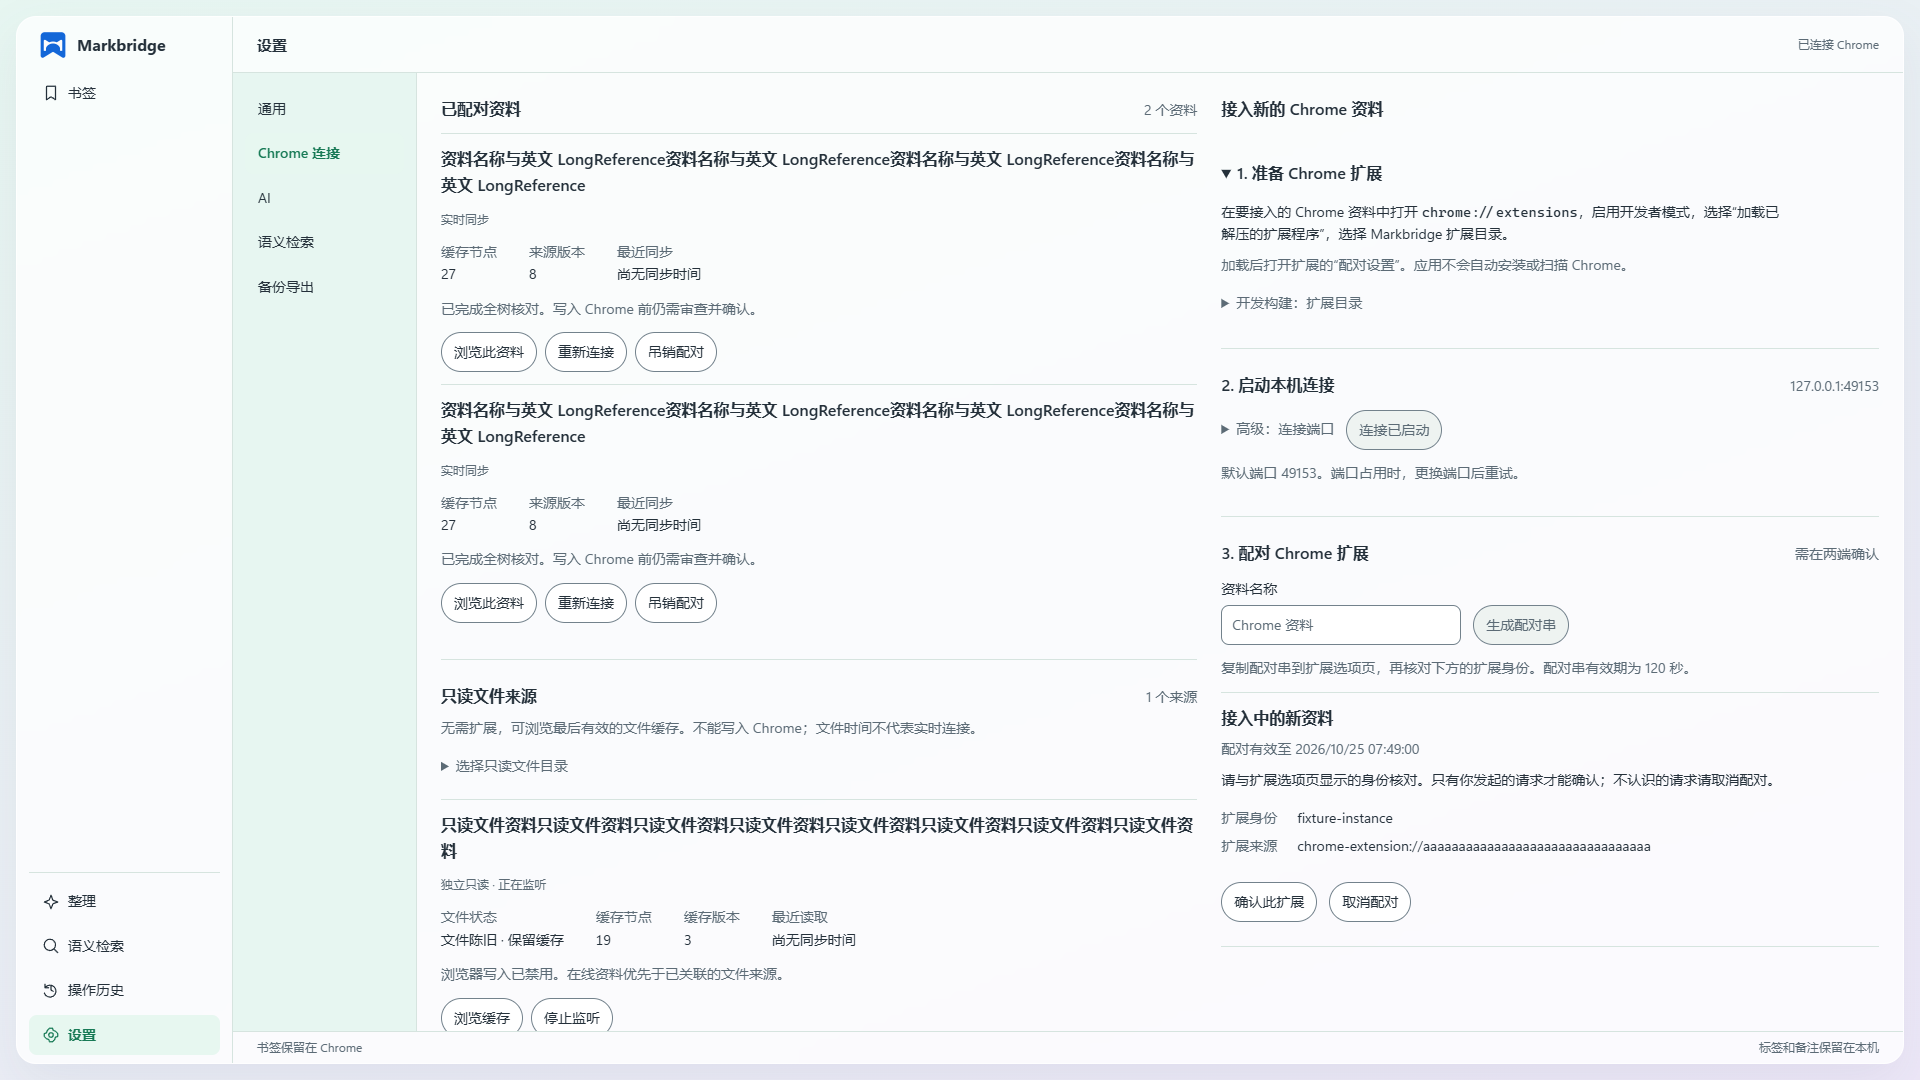 Markbridge
书签
整理
语义检索
操作历史
设置
设置
已连接 Chrome
通用
Chrome 连接
AI
语义检索
备份导出
已配对资料
2 个资料
资料名称与英文 LongReference资料名称与英文 LongReference资料名称与英文 LongReference资料名称与
英文 LongReference
实时同步
缓存节点 来源版本 最近同步
27 8 尚无同步时间
已完成全树核对。写入 Chrome 前仍需审查并确认。
浏览此资料 重新连接 吊销配对
资料名称与英文 LongReference资料名称与英文 LongReference资料名称与英文 LongReference资料名称与
英文 LongReference
实时同步
缓存节点 来源版本 最近同步
27 8 尚无同步时间
已完成全树核对。写入 Chrome 前仍需审查并确认。
浏览此资料 重新连接 吊销配对
只读文件来源
1 个来源
无需扩展，可浏览最后有效的文件缓存。不能写入 Chrome；文件时间不代表实时连接。
选择只读文件目录
只读文件资料只读文件资料只读文件资料只读文件资料只读文件资料只读文件资料只读文件资料只读文件资
料
独立只读 · 正在监听
文件状态 缓存节点 缓存版本 最近读取
文件陈旧 · 保留缓存 19 3 尚无同步时间
浏览器写入已禁用。在线资料优先于已关联的文件来源。
浏览缓存 停止监听
接入新的 Chrome 资料
1. 准备 Chrome 扩展
在要接入的 Chrome 资料中打开 chrome://extensions，启用开发者模式，选择“加载已
解压的扩展程序”，选择 Markbridge 扩展目录。
加载后打开扩展的“配对设置”。应用不会自动安装或扫描 Chrome。
开发构建：扩展目录
2. 启动本机连接
127.0.0.1:49153
高级：连接端口 连接已启动
默认端口 49153。端口占用时，更换端口后重试。
3. 配对 Chrome 扩展
需在两端确认
资料名称
Chrome 资料 生成配对串
复制配对串到扩展选项页，再核对下方的扩展身份。配对串有效期为 120 秒。
接入中的新资料
配对有效至 2026/10/25 07:49:00
请与扩展选项页显示的身份核对。只有你发起的请求才能确认；不认识的请求请取消配对。
扩展身份 fixture-instance
扩展来源 chrome-extension://aaaaaaaaaaaaaaaaaaaaaaaaaaaaaaaa
确认此扩展 取消配对
书签保留在 Chrome
标签和备注保留在本机